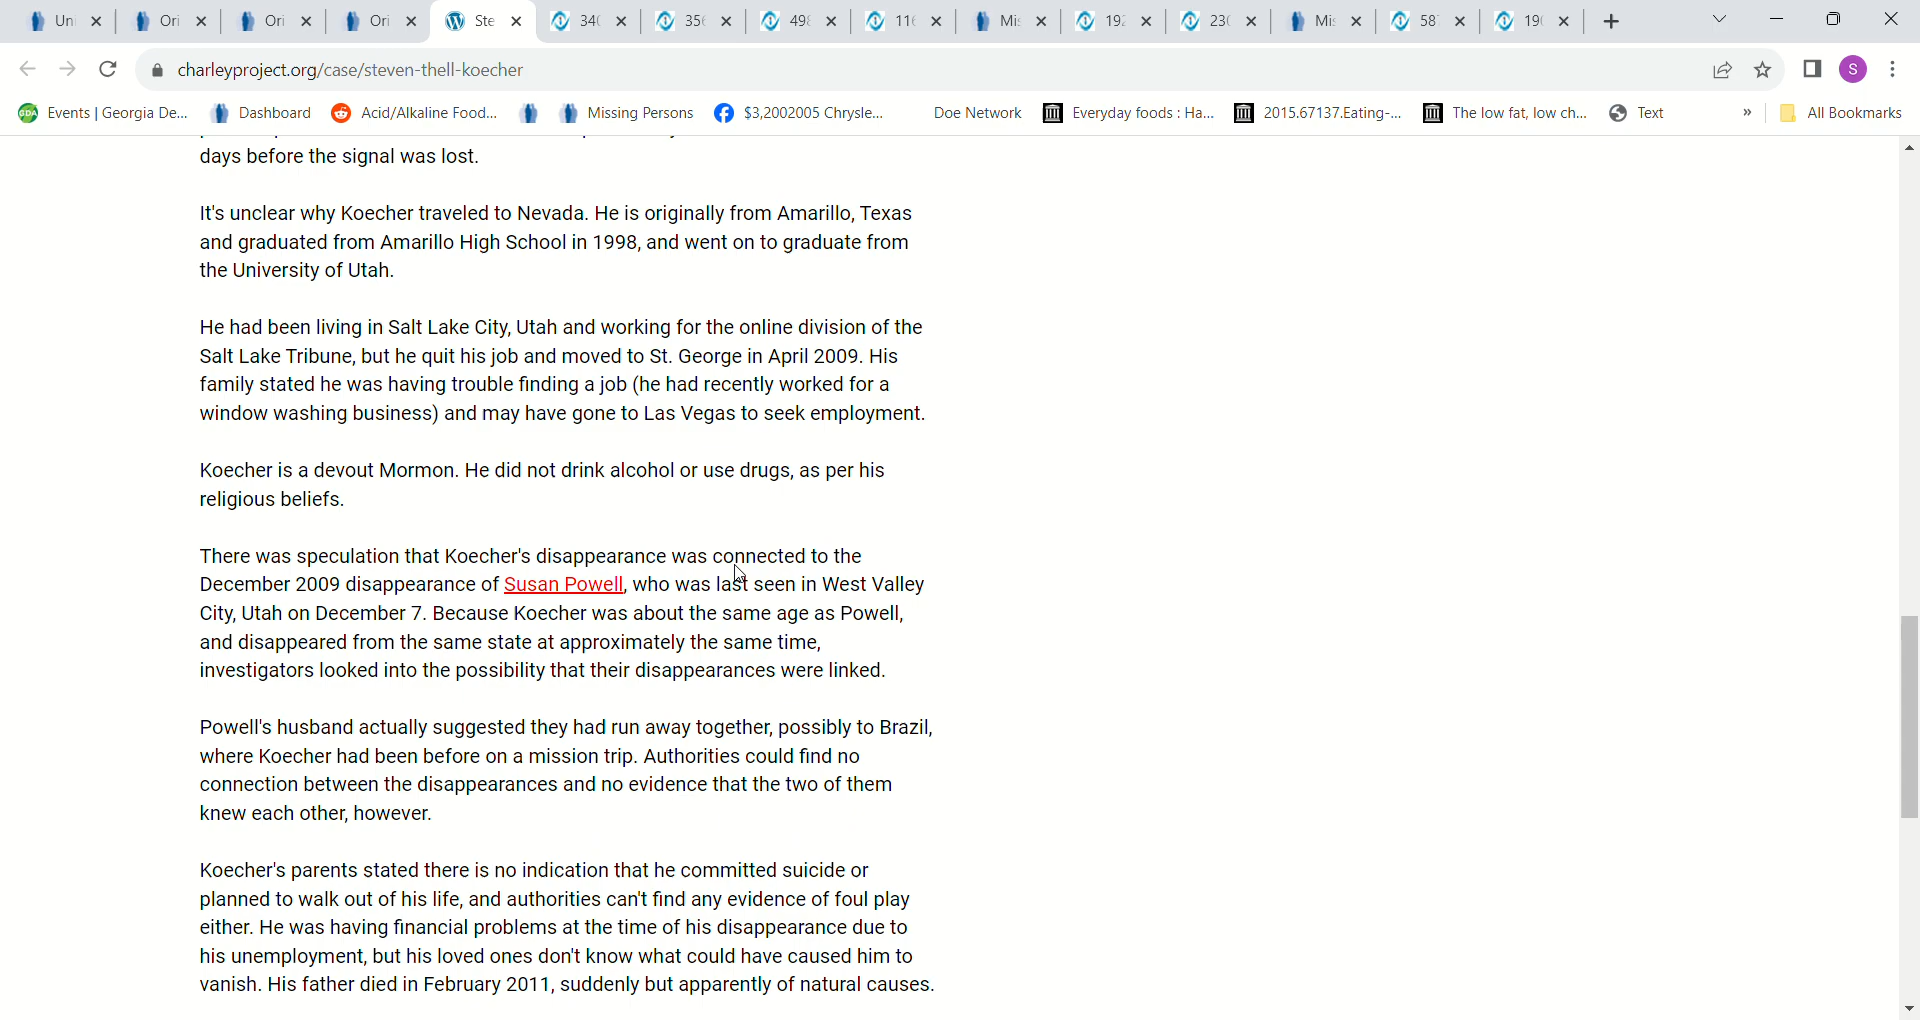 Uni
Ori
Ori
Ori
Ste
340
356
498
116
Mis
192
230
Mis
58
190
charleyproject.org/case/steven-thell-koecher
S
Events | Georgia De...
Dashboard
Acid/Alkaline Food...
Missing Persons
$3,2002005 Chrysle...
Doe Network
Everyday foods : Ha...
2015.67137.Eating-...
The low fat, low ch...
Text
»
All Bookmarks
days before the signal was lost.
It's unclear why Koecher traveled to Nevada. He is originally from Amarillo, Texas
and graduated from Amarillo High School in 1998, and went on to graduate from
the University of Utah.
He had been living in Salt Lake City, Utah and working for the online division of the
Salt Lake Tribune, but he quit his job and moved to St. George in April 2009. His
family stated he was having trouble finding a job (he had recently worked for a
window washing business) and may have gone to Las Vegas to seek employment.
Koecher is a devout Mormon. He did not drink alcohol or use drugs, as per his
religious beliefs.
There was speculation that Koecher's disappearance was connected to the
December 2009 disappearance of Susan Powell, who was last seen in West Valley
City, Utah on December 7. Because Koecher was about the same age as Powell,
and disappeared from the same state at approximately the same time,
investigators looked into the possibility that their disappearances were linked.
Powell's husband actually suggested they had run away together, possibly to Brazil,
where Koecher had been before on a mission trip. Authorities could find no
connection between the disappearances and no evidence that the two of them
knew each other, however.
Koecher's parents stated there is no indication that he committed suicide or
planned to walk out of his life, and authorities can't find any evidence of foul play
either. He was having financial problems at the time of his disappearance due to
his unemployment, but his loved ones don't know what could have caused him to
vanish. His father died in February 2011, suddenly but apparently of natural causes.